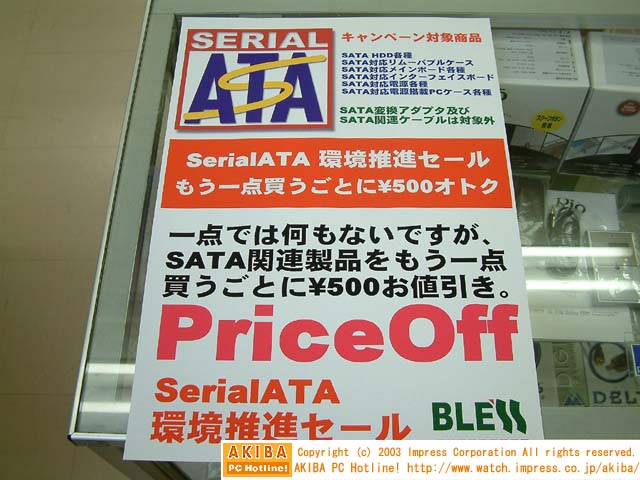 SERIAL
ATA
キャンペーン対象商品
SATA HDD各種
SATA対応リムーバブルケース
SATA対応メインボード各種
SATA対応インターフェイスボード
SATA対応電源各種
SATA対応電源搭載PCケース各種
SATA変換アダプタ及び
SATA関連ケーブルは対象外
SerialATA 環境推進セール
もう一点買うごとに¥500オトク
一点では何もないですが、
SATA関連製品をもう一点
買うごとに¥500お値引き。
PriceOff
SerialATA
環境推進セール
BLESS
Dio
DELT
AKIBA
PC Hotline!
Copyright (c) 2003 Impress Corporation All rights reserved.
AKIBA PC Hotline! http://www.watch.impress.co.jp/akiba/